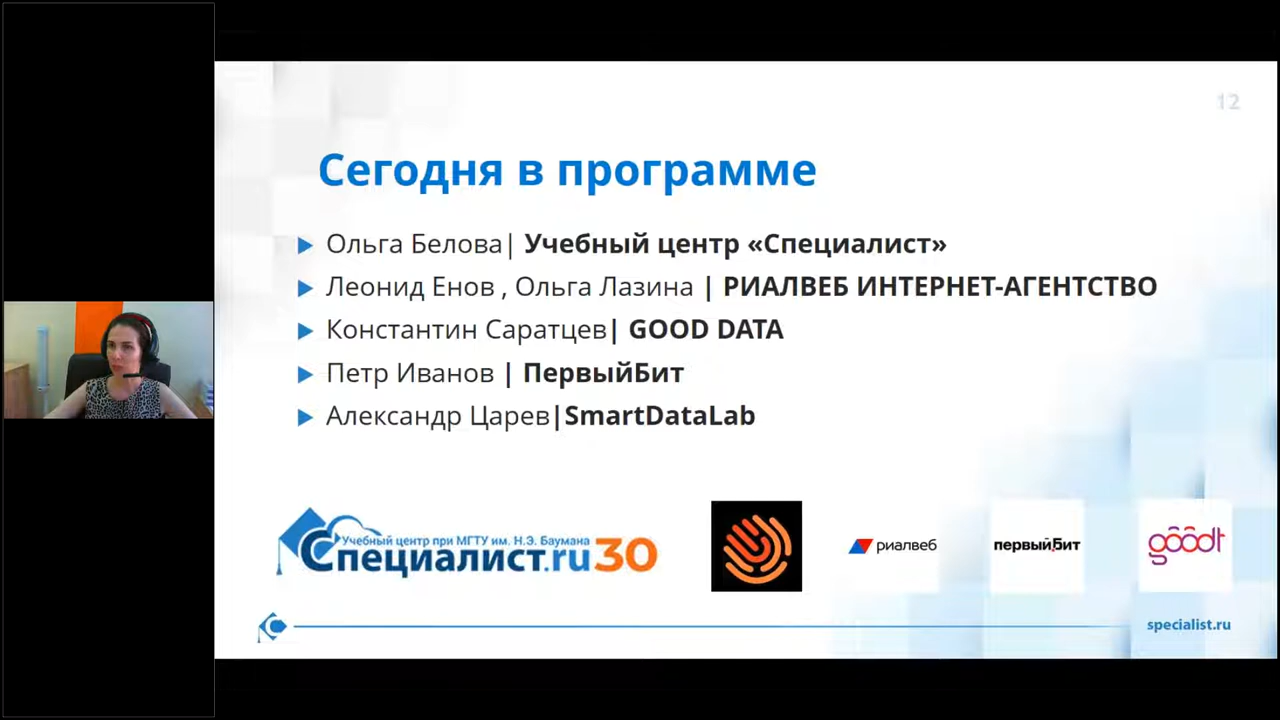 12
Сегодня в программе
Ольга Белова| Учебный центр «Специалист»
Леонид Енов , Ольга Лазина | РИАЛВЕБ ИНТЕРНЕТ-АГЕНТСТВО
Константин Саратцев| GOOD DATA
Петр Иванов | ПервыйБит
Александр Царев|SmartDataLab
Учебный центр при МГТУ им. Н.Э. Баумана
Специалист.ru 30
риалвеб
первый.бит
goodt
specialist.ru